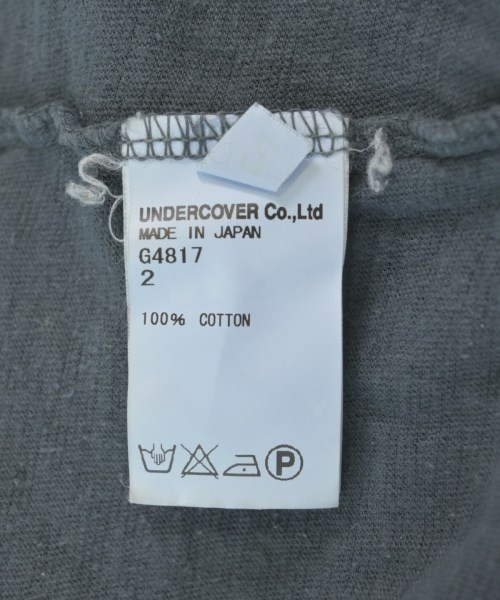 UNDERCOVER Co.,Ltd
MADE IN JAPAN
G4817
2
100% COTTON
P